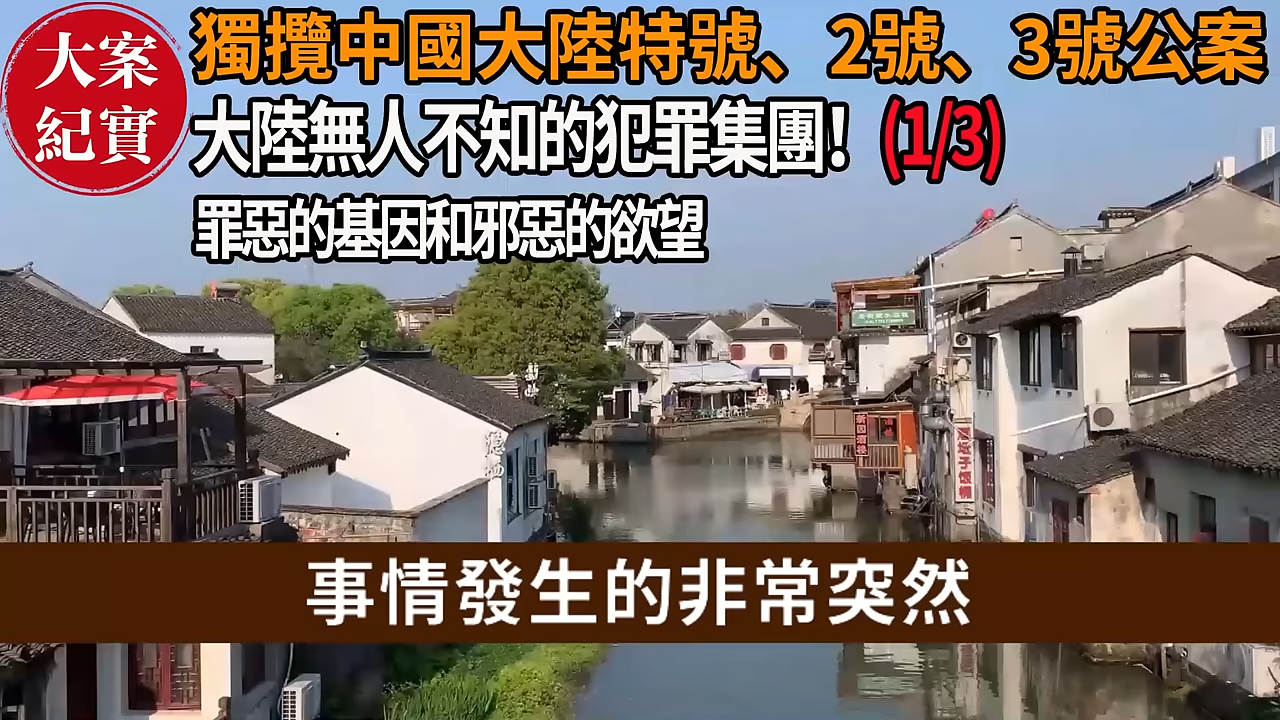 大案
紀實
獨攬中國大陸特號、2號、3號公案
大陸無人不知的犯罪集團！(1/3)
罪惡的基因和邪惡的欲望
事情發生的非常突然